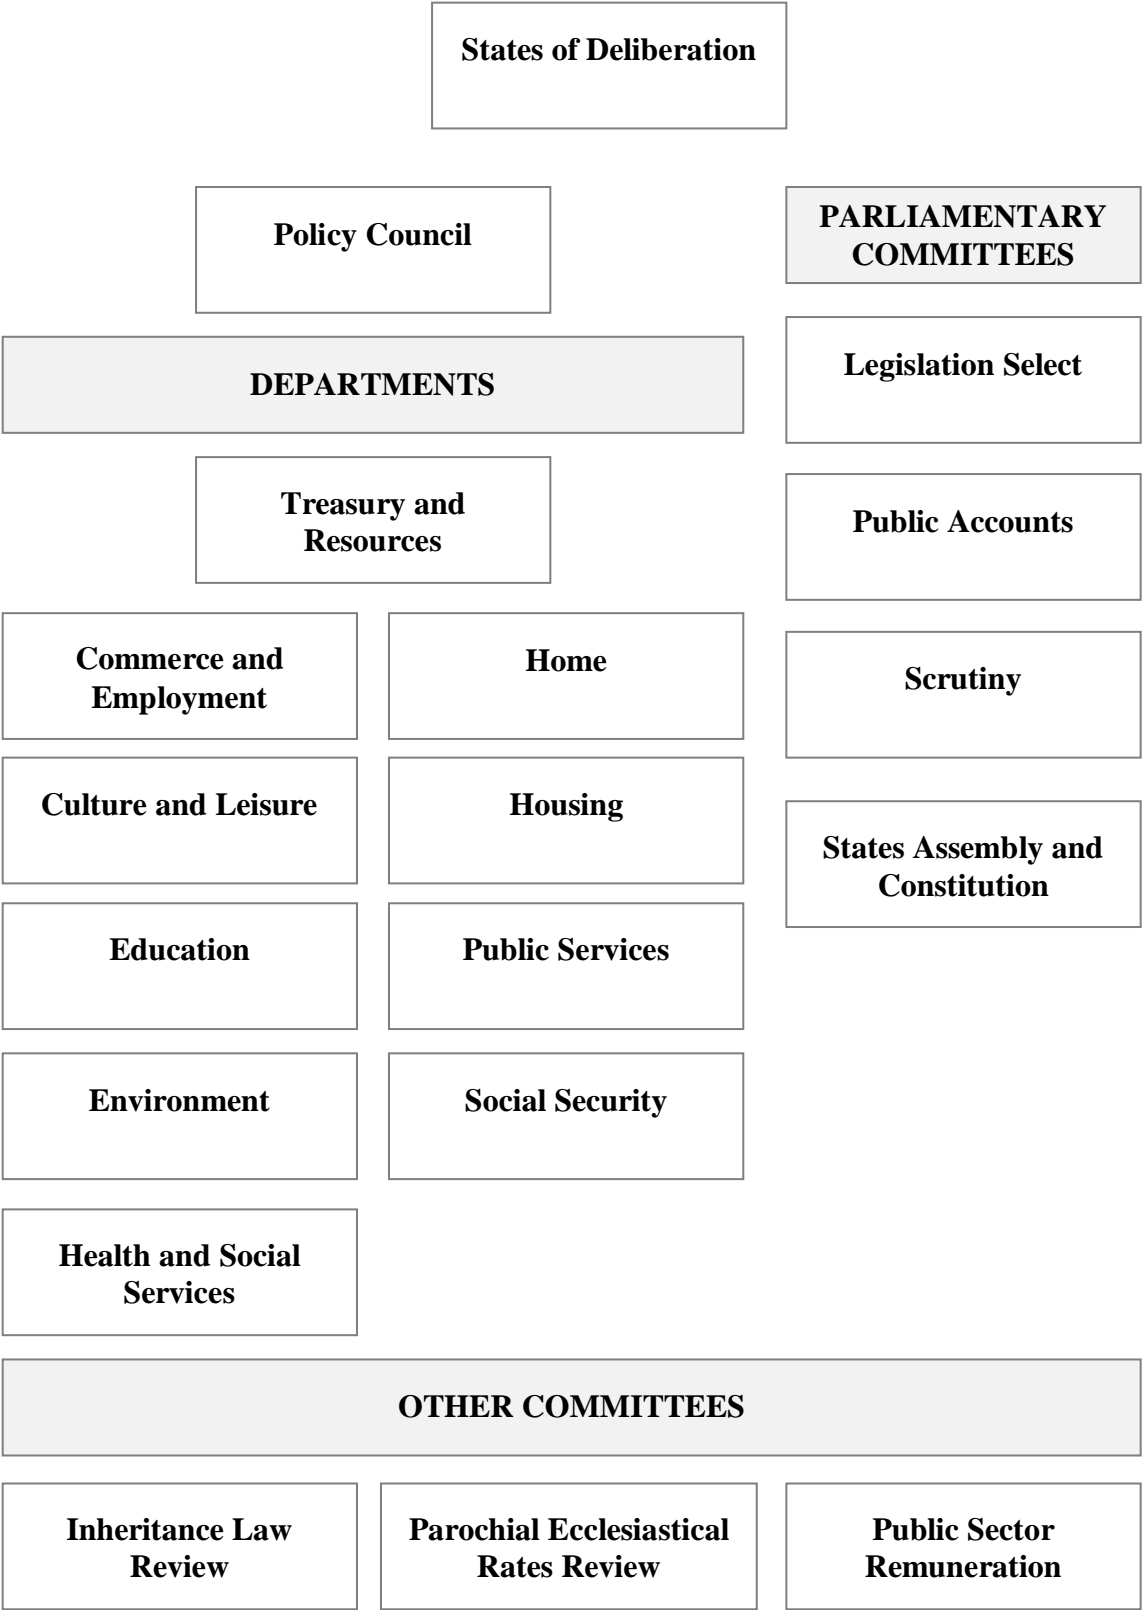 States of Deliberation
Policy Council
PARLIAMENTARY
COMMITTEES
DEPARTMENTS
Legislation Select
Treasury and
Resources
Public Accounts
Commerce and
Employment
Home
Scrutiny
Culture and Leisure
Housing
States Assembly and
Constitution
Education
Public Services
Environment
Social Security
Health and Social
Services
OTHER COMMITTEES
Inheritance Law
Review
Parochial Ecclesiastical
Rates Review
Public Sector
Remuneration